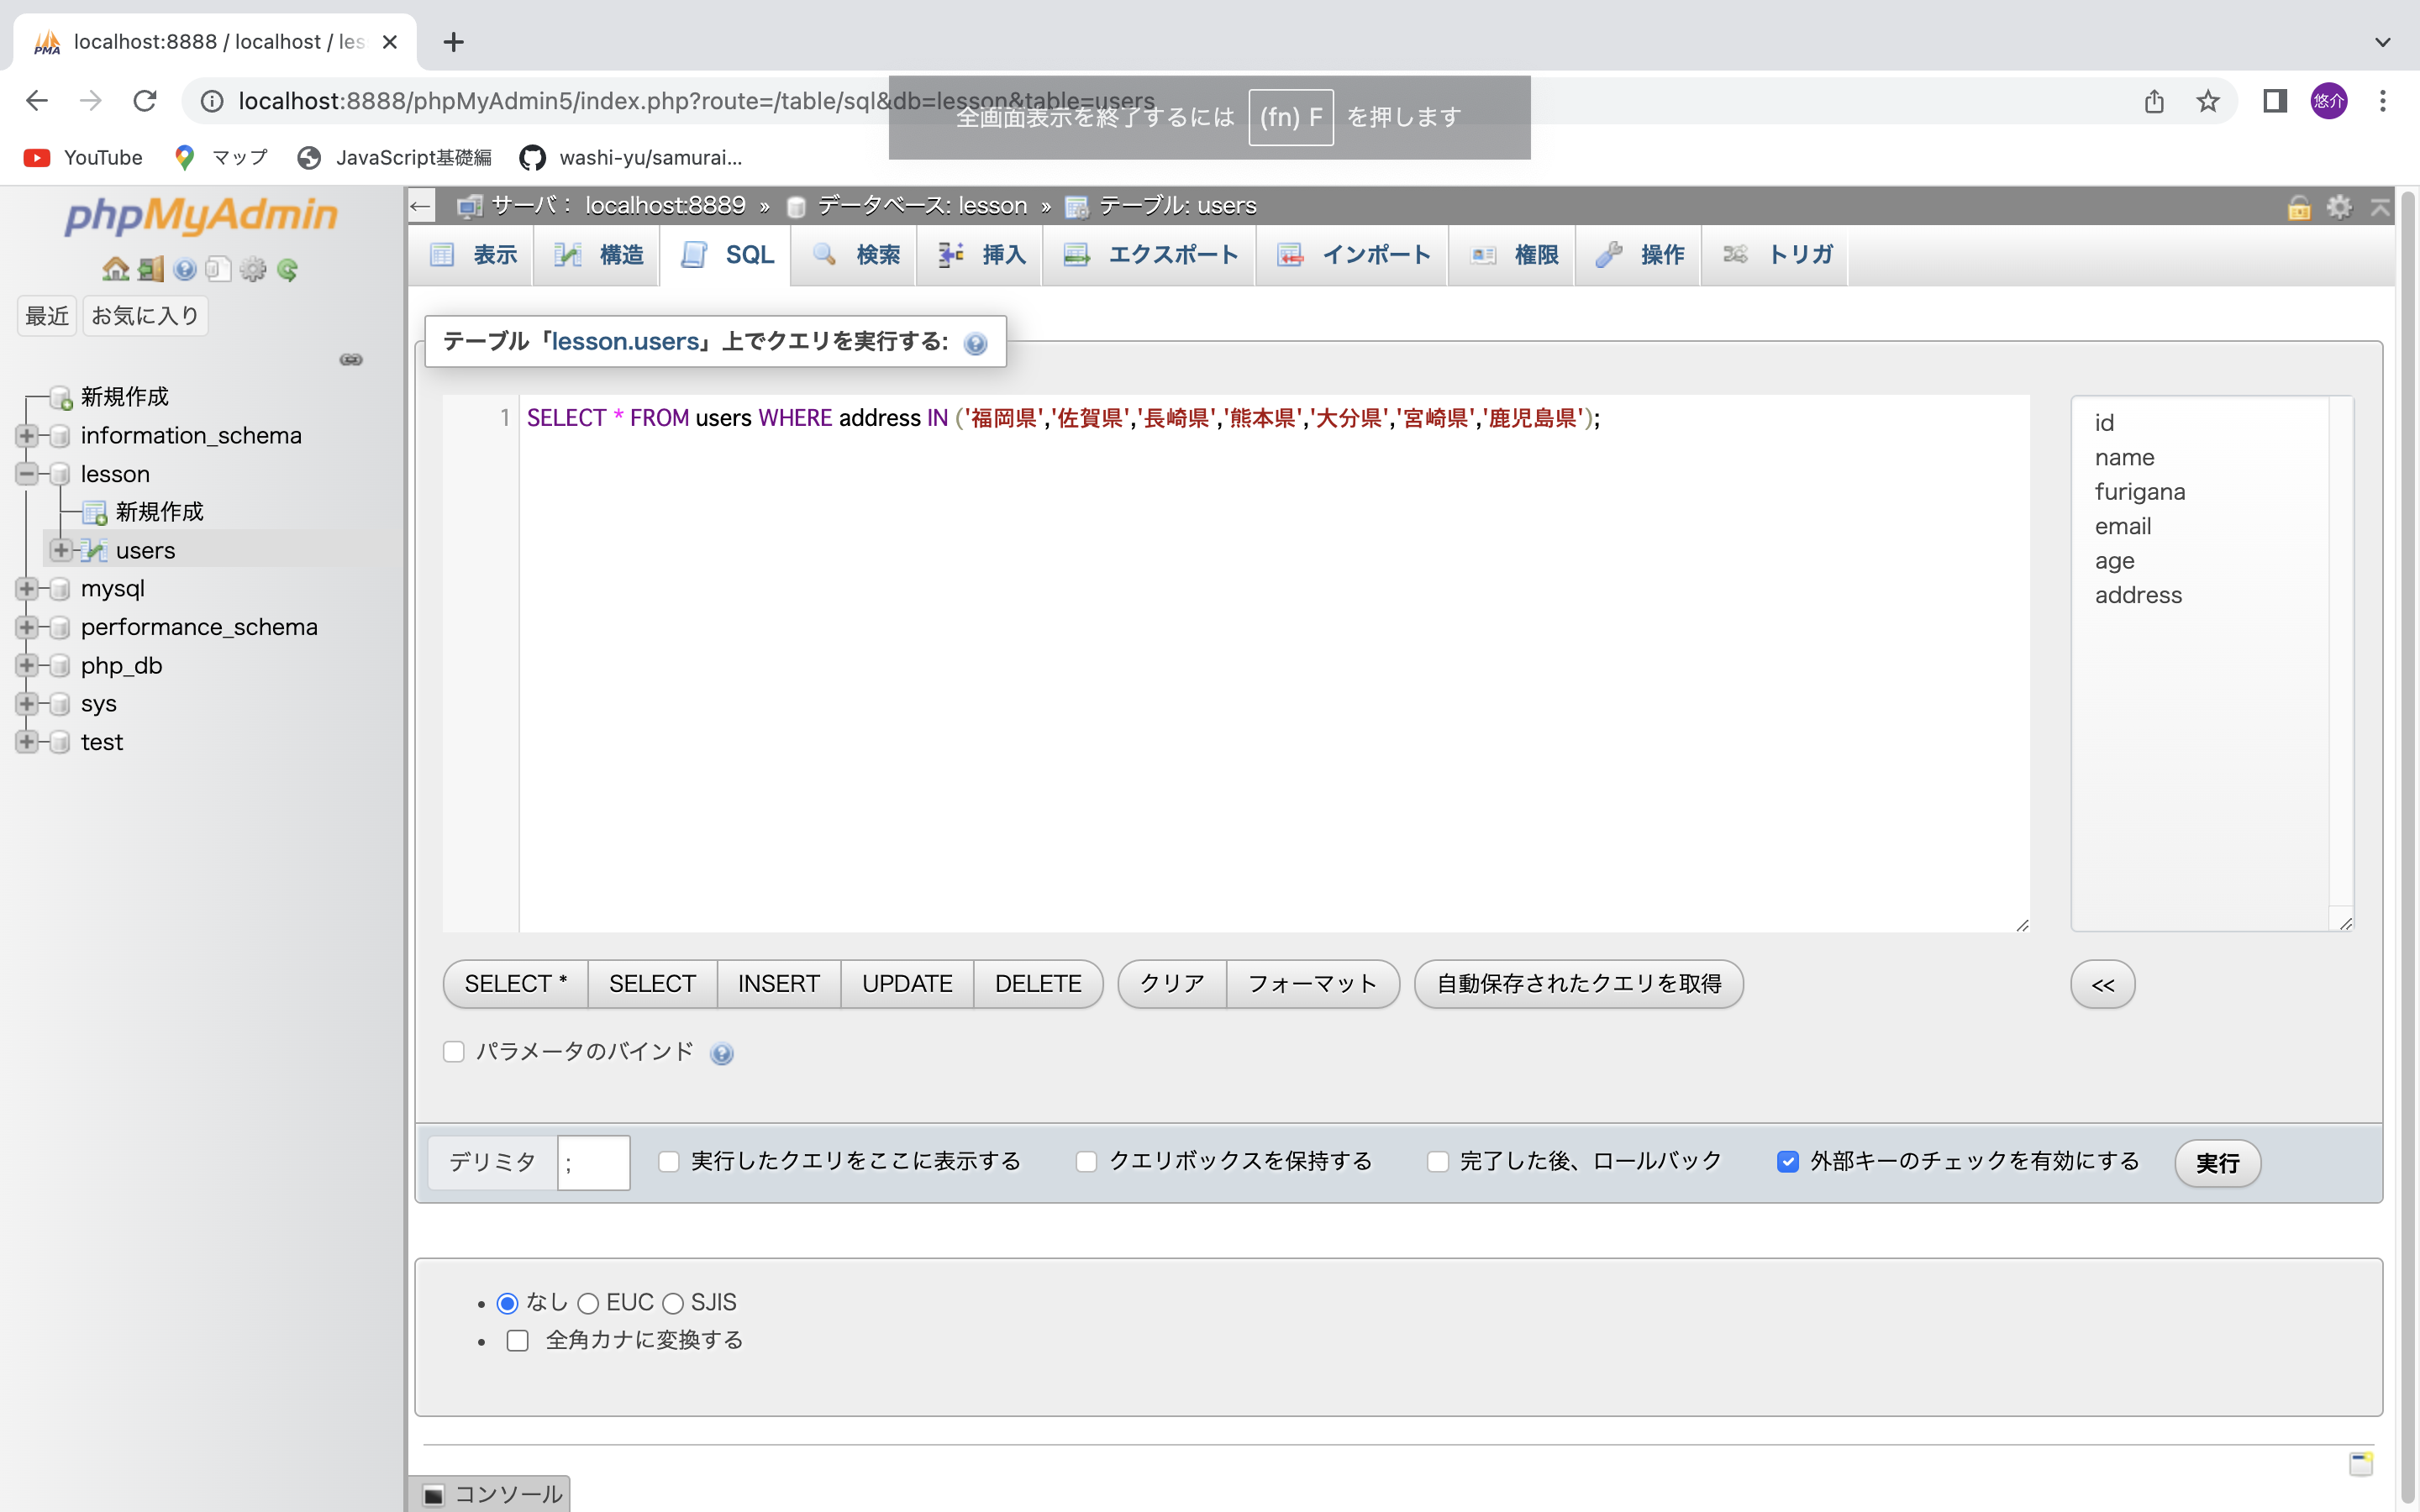 localhost:8888 / localhost / les
localhost:8888/phpMyAdmin5/index.php?route=/table/sql&db=lesson&table=users
悠介
全画面表示を終了するには (fn) F を押します
YouTube マップ JavaScript基礎編 washi-yu/samurai...
phpMyAdmin
最近 お気に入り
新規作成
information_schema
lesson
新規作成
users
mysql
performance_schema
php_db
sys
test
サーバ： localhost:8889 » データベース: lesson » テーブル: users
表示 構造 SQL 検索 挿入 エクスポート インポート 権限 操作 トリガ
テーブル「lesson.users」上でクエリを実行する:
1 SELECT * FROM users WHERE address IN ('福岡県','佐賀県','長崎県','熊本県','大分県','宮崎県','鹿児島県');
id
name
furigana
email
age
address
SELECT * SELECT INSERT UPDATE DELETE クリア フォーマット 自動保存されたクエリを取得 <<
パラメータのバインド
デリミタ ; 実行したクエリをここに表示する クエリボックスを保持する 完了した後、ロールバック 外部キーのチェックを有効にする 実行
• なし EUC SJIS
• 全角カナに変換する
コンソール